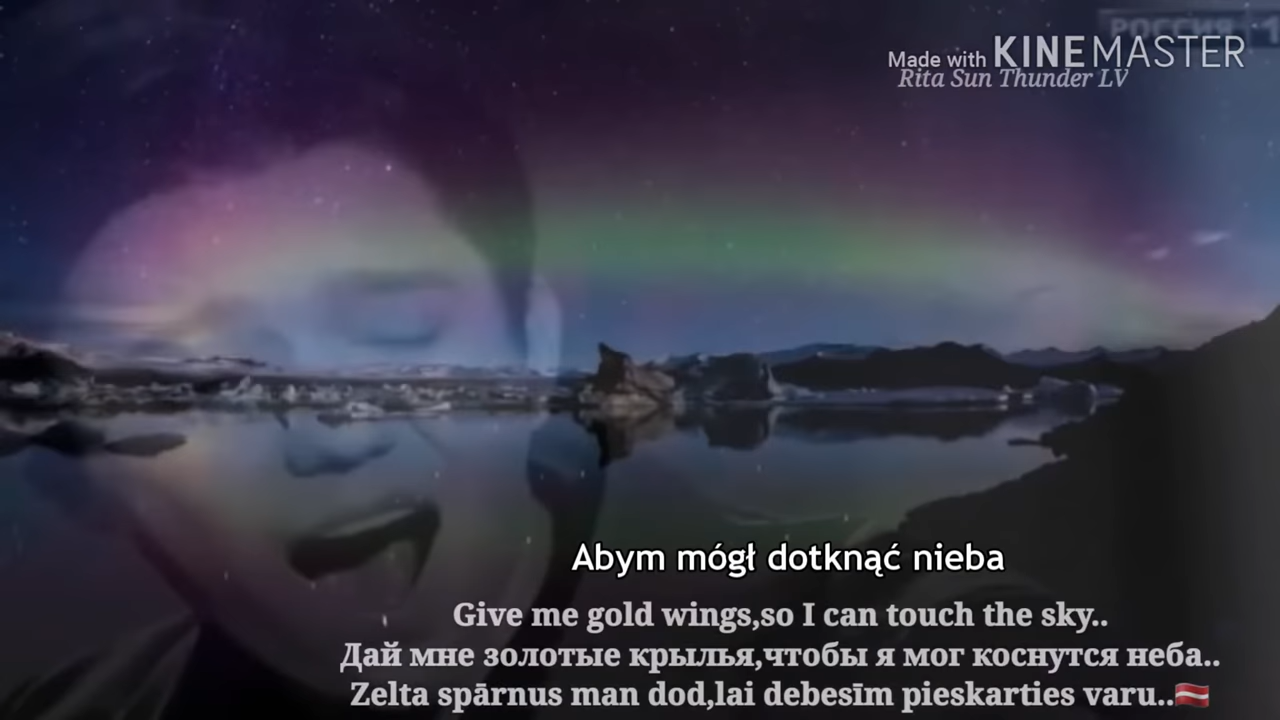 РОССИЯ 1
Made with KINEMASTER
Rita Sun Thunder LV
Abym mógł dotknąć nieba
Give me gold wings,so I can touch the sky..
Дай мне золотые крылья,чтобы я мог коснутся неба..
Zelta spārnus man dod,lai debesīm pieskarties varu..🇱🇻